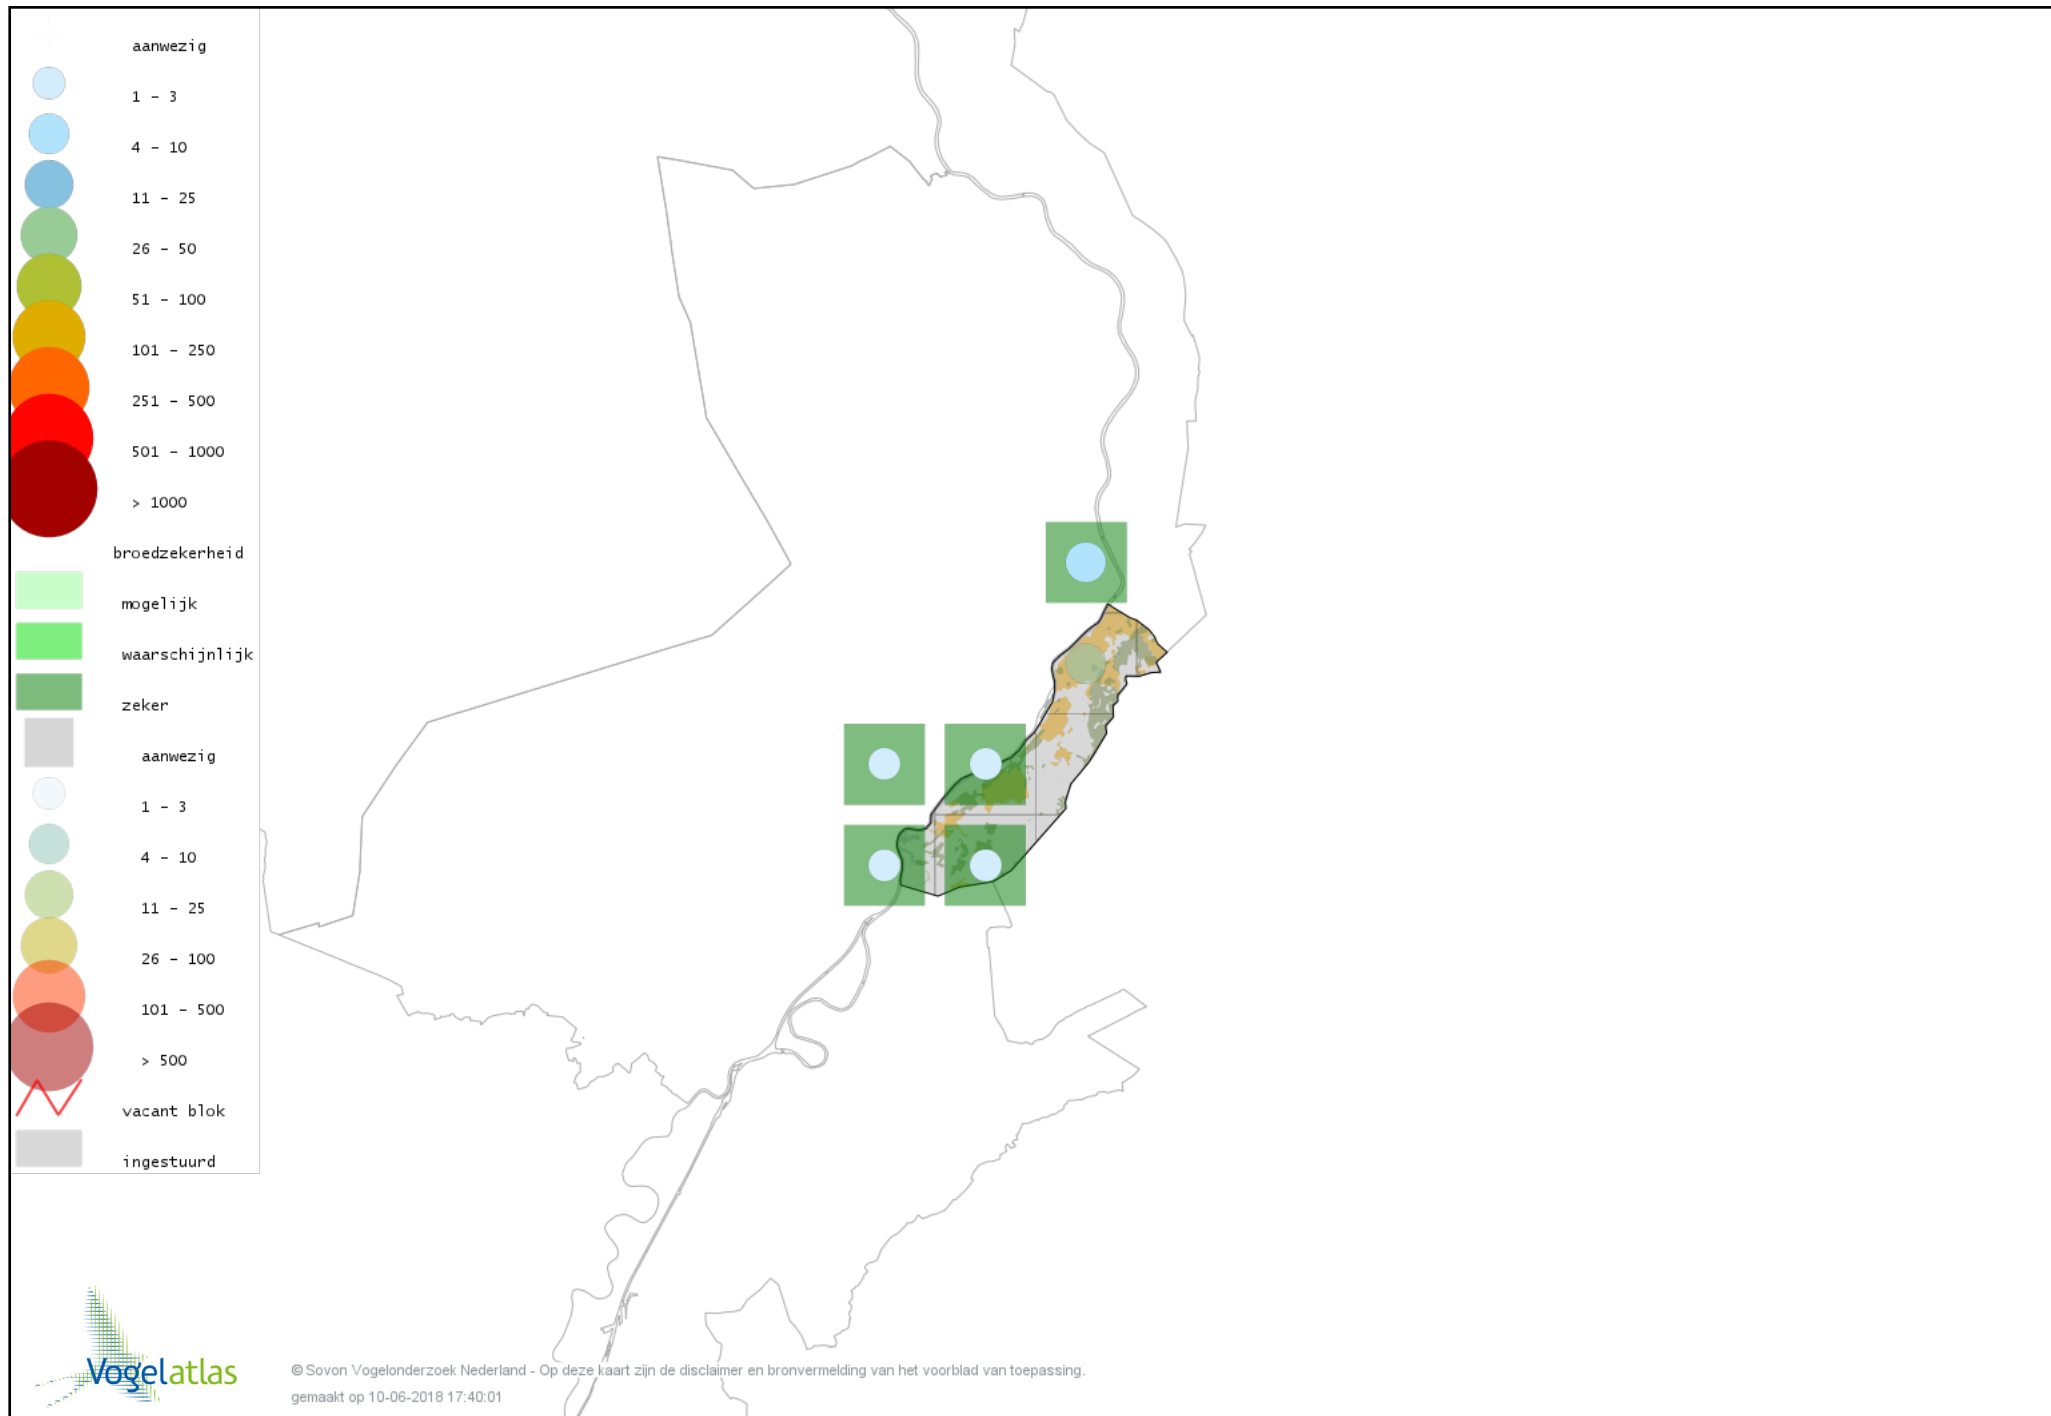 aanwezig
1 - 3
4 - 10
11 - 25
26 - 50
51 - 100
101 - 250
251 - 500
501 - 1000
> 1000
broedzekerheid
mogelijk
waarschijnlijk
zeker
aanwezig
1 - 3
4 - 10
11 - 25
26 - 100
101 - 500
> 500
vacant blok
ingestuurd
Vogelatlas
© Sovon Vogelonderzoek Nederland - Op deze kaart zijn de disclaimer en bronvermelding van het voorblad van toepassing.
gemaakt op 10-06-2018 17:40:01